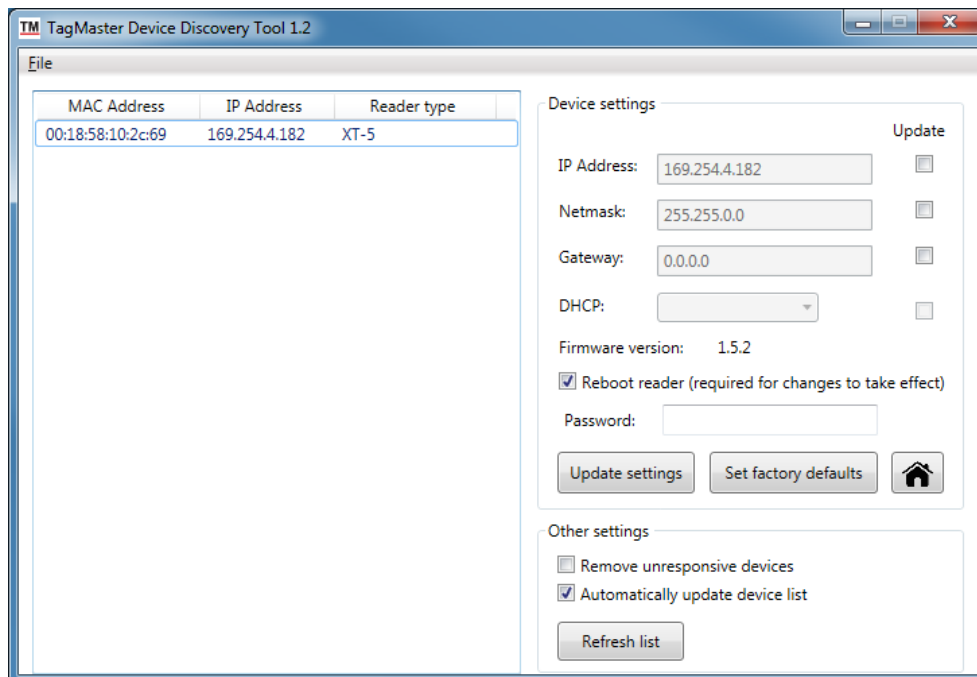 TM TagMaster Device Discovery Tool 1.2
File
MAC Address IP Address Reader type
00:18:58:10:2c:69 169.254.4.182 XT-5
Device settings
Update
IP Address: 169.254.4.182
Netmask: 255.255.0.0
Gateway: 0.0.0.0
DHCP:
Firmware version: 1.5.2
Reboot reader (required for changes to take effect)
Password:
Update settings Set factory defaults
Other settings
Remove unresponsive devices
Automatically update device list
Refresh list